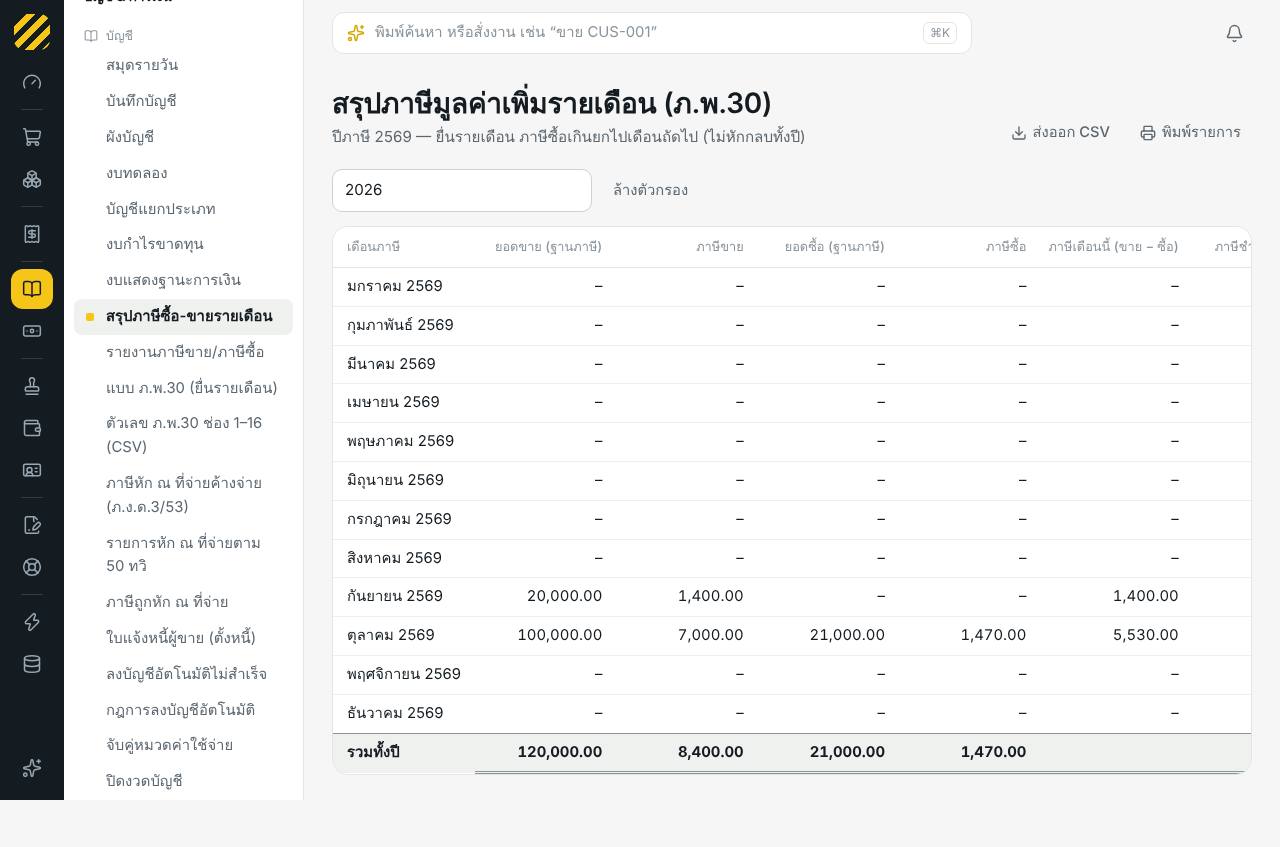 บัญชี
สมุดรายวัน
บันทึกบัญชี
ผังบัญชี
งบทดลอง
บัญชีแยกประเภท
งบกำไรขาดทุน
งบแสดงฐานะการเงิน
สรุปภาษีซื้อ-ขายรายเดือน
รายงานภาษีขาย/ภาษีซื้อ
แบบ ภ.พ.30 (ยื่นรายเดือน)
ตัวเลข ภ.พ.30 ช่อง 1–16
(CSV)
ภาษีหัก ณ ที่จ่ายค้างจ่าย
(ภ.ง.ด.3/53)
รายการหัก ณ ที่จ่ายตาม
50 ทวิ
ภาษีถูกหัก ณ ที่จ่าย
ใบแจ้งหนี้ผู้ขาย (ตั้งหนี้)
ลงบัญชีอัตโนมัติไม่สำเร็จ
กฎการลงบัญชีอัตโนมัติ
จับคู่หมวดค่าใช้จ่าย
ปิดงวดบัญชี
พิมพ์ค้นหา หรือสั่งงาน เช่น “ขาย CUS-001” ⌘K
สรุปภาษีมูลค่าเพิ่มรายเดือน (ภ.พ.30)
ปีภาษี 2569 — ยื่นรายเดือน ภาษีซื้อเกินยกไปเดือนถัดไป (ไม่หักกลบทั้งปี)
ส่งออก CSV พิมพ์รายการ
2026 ล้างตัวกรอง
เดือนภาษี ยอดขาย (ฐานภาษี) ภาษีขาย ยอดซื้อ (ฐานภาษี) ภาษีซื้อ ภาษีเดือนนี้ (ขาย − ซื้อ)
มกราคม 2569 – – – – –
กุมภาพันธ์ 2569 – – – – –
มีนาคม 2569 – – – – –
เมษายน 2569 – – – – –
พฤษภาคม 2569 – – – – –
มิถุนายน 2569 – – – – –
กรกฎาคม 2569 – – – – –
สิงหาคม 2569 – – – – –
กันยายน 2569 20,000.00 1,400.00 – – 1,400.00
ตุลาคม 2569 100,000.00 7,000.00 21,000.00 1,470.00 5,530.00
พฤศจิกายน 2569 – – – – –
ธันวาคม 2569 – – – – –
รวมทั้งปี 120,000.00 8,400.00 21,000.00 1,470.00